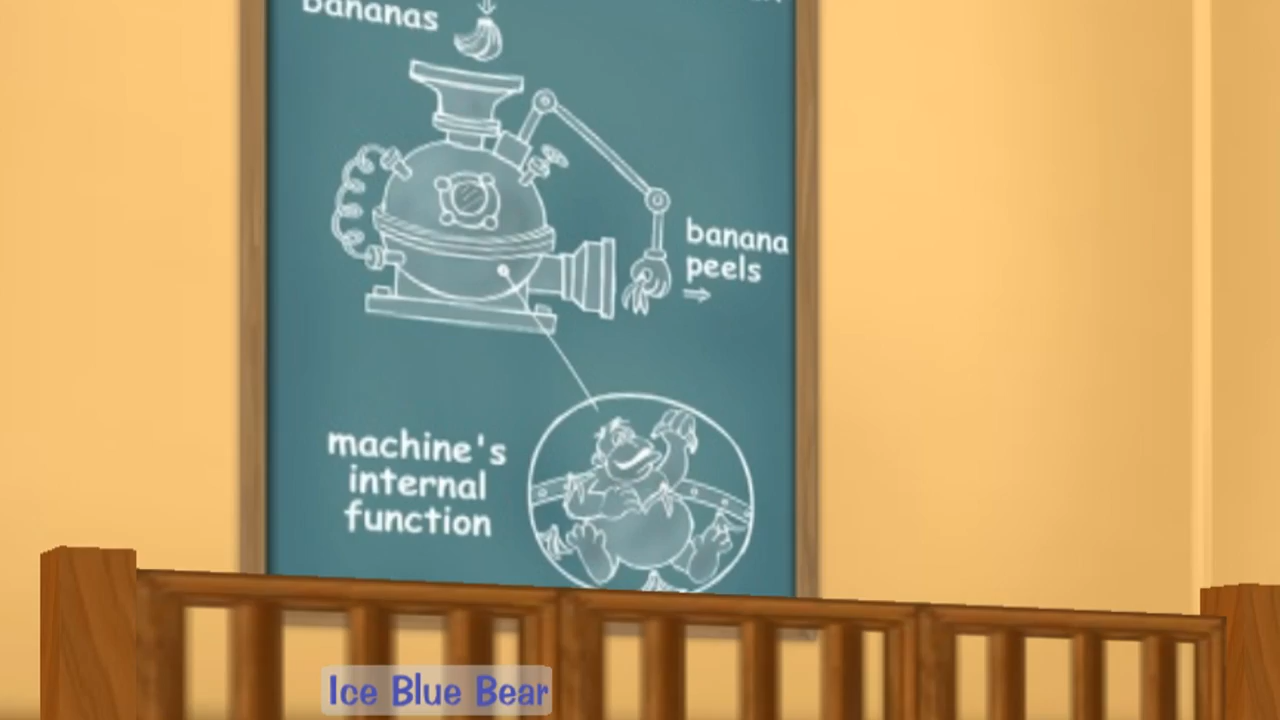 bananas
banana
peels
machine's
internal
function
Ice Blue Bear